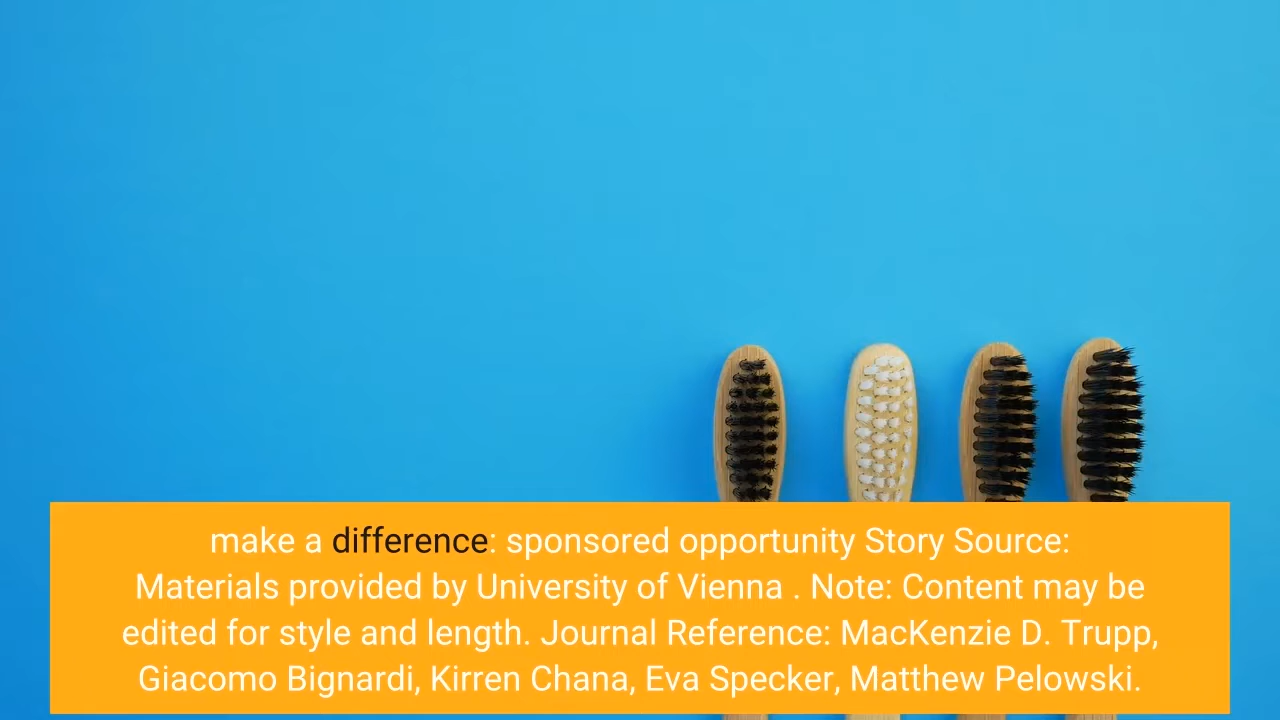 make a difference: sponsored opportunity Story Source:
Materials provided by University of Vienna . Note: Content may be
edited for style and length. Journal Reference: MacKenzie D. Trupp,
Giacomo Bignardi, Kirren Chana, Eva Specker, Matthew Pelowski.